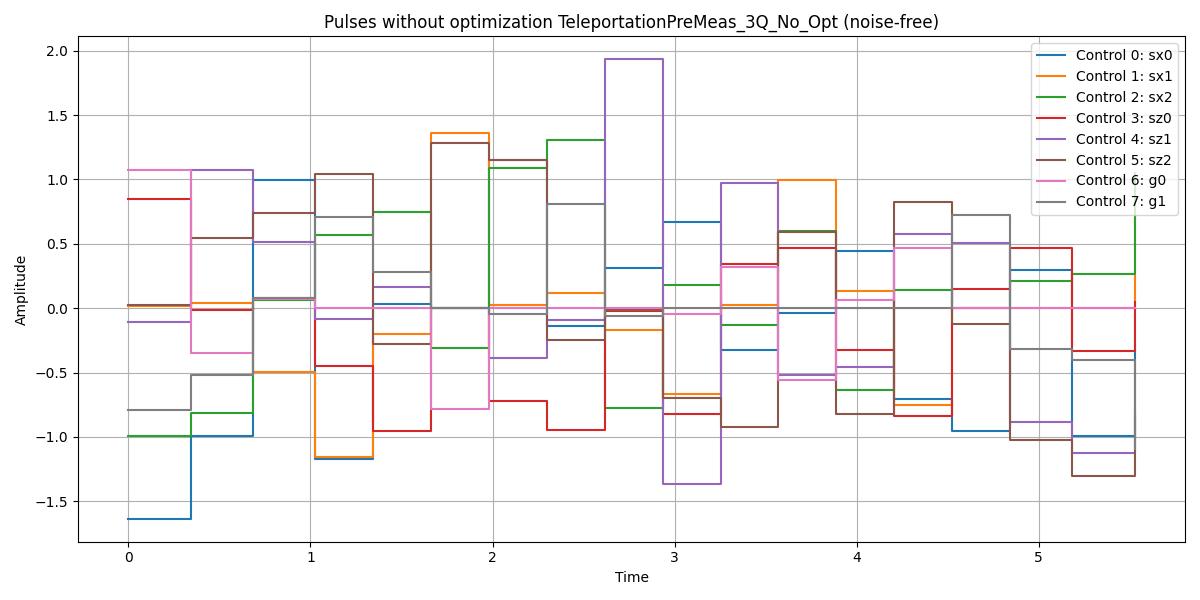 Pulses without optimization TeleportationPreMeas_3Q_No_Opt (noise-free)
2.0
1.5
1.0
0.5
0.0
−0.5
−1.0
−1.5
Amplitude
0 1 2 3 4 5
Time
Control 0: sx0
Control 1: sx1
Control 2: sx2
Control 3: sz0
Control 4: sz1
Control 5: sz2
Control 6: g0
Control 7: g1